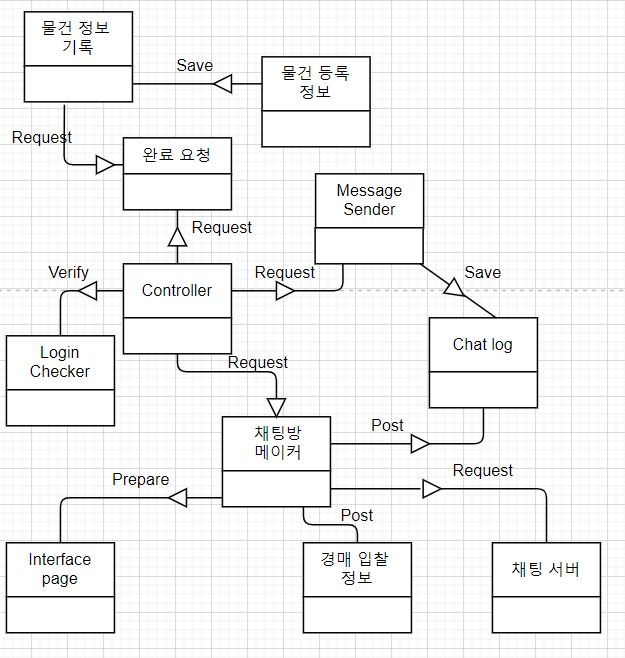 물건 정보
기록
Save
물건 등록
정보
Request
완료 요청
Message
Sender
Request
Verify
Controller
Request
Save
Login
Checker
Request
Chat log
채팅방
메이커
Post
Prepare
Request
Post
Interface
page
경매 입찰
정보
채팅 서버